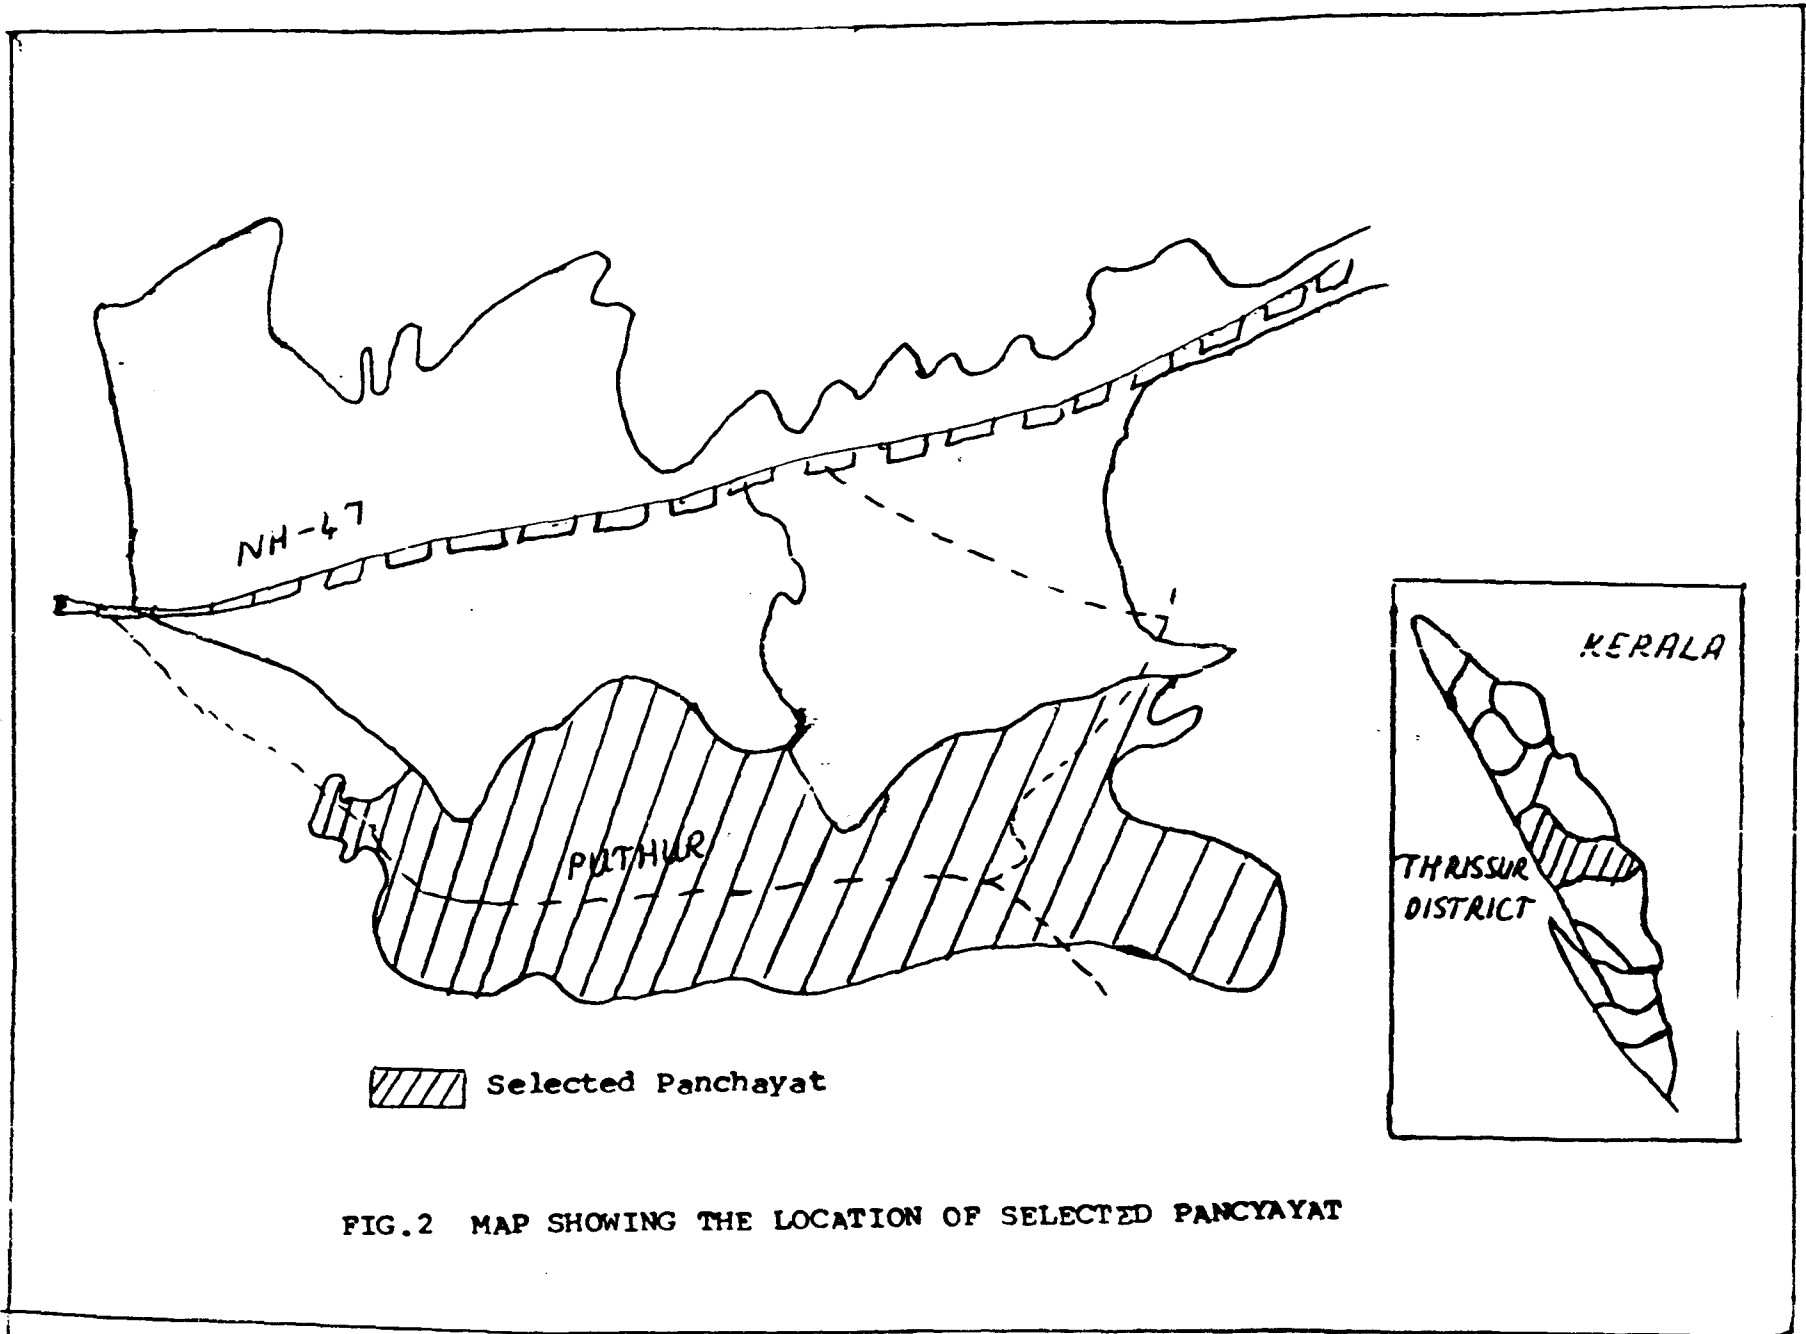 NH-47
PUTHUR
KERALA
THRISSUR
DISTRICT
Selected Panchayat
FIG.2 MAP SHOWING THE LOCATION OF SELECTED PANCYAYAT